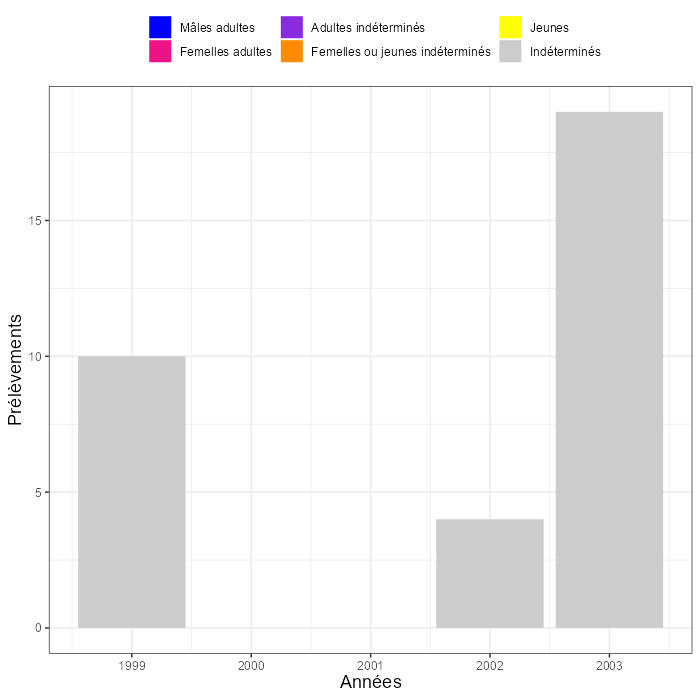 Mâles adultes Adultes indéterminés Jeunes
Femelles adultes Femelles ou jeunes indéterminés Indéterminés
Prélèvements
15
10
5
0
1999 2000 2001 2002 2003
Années